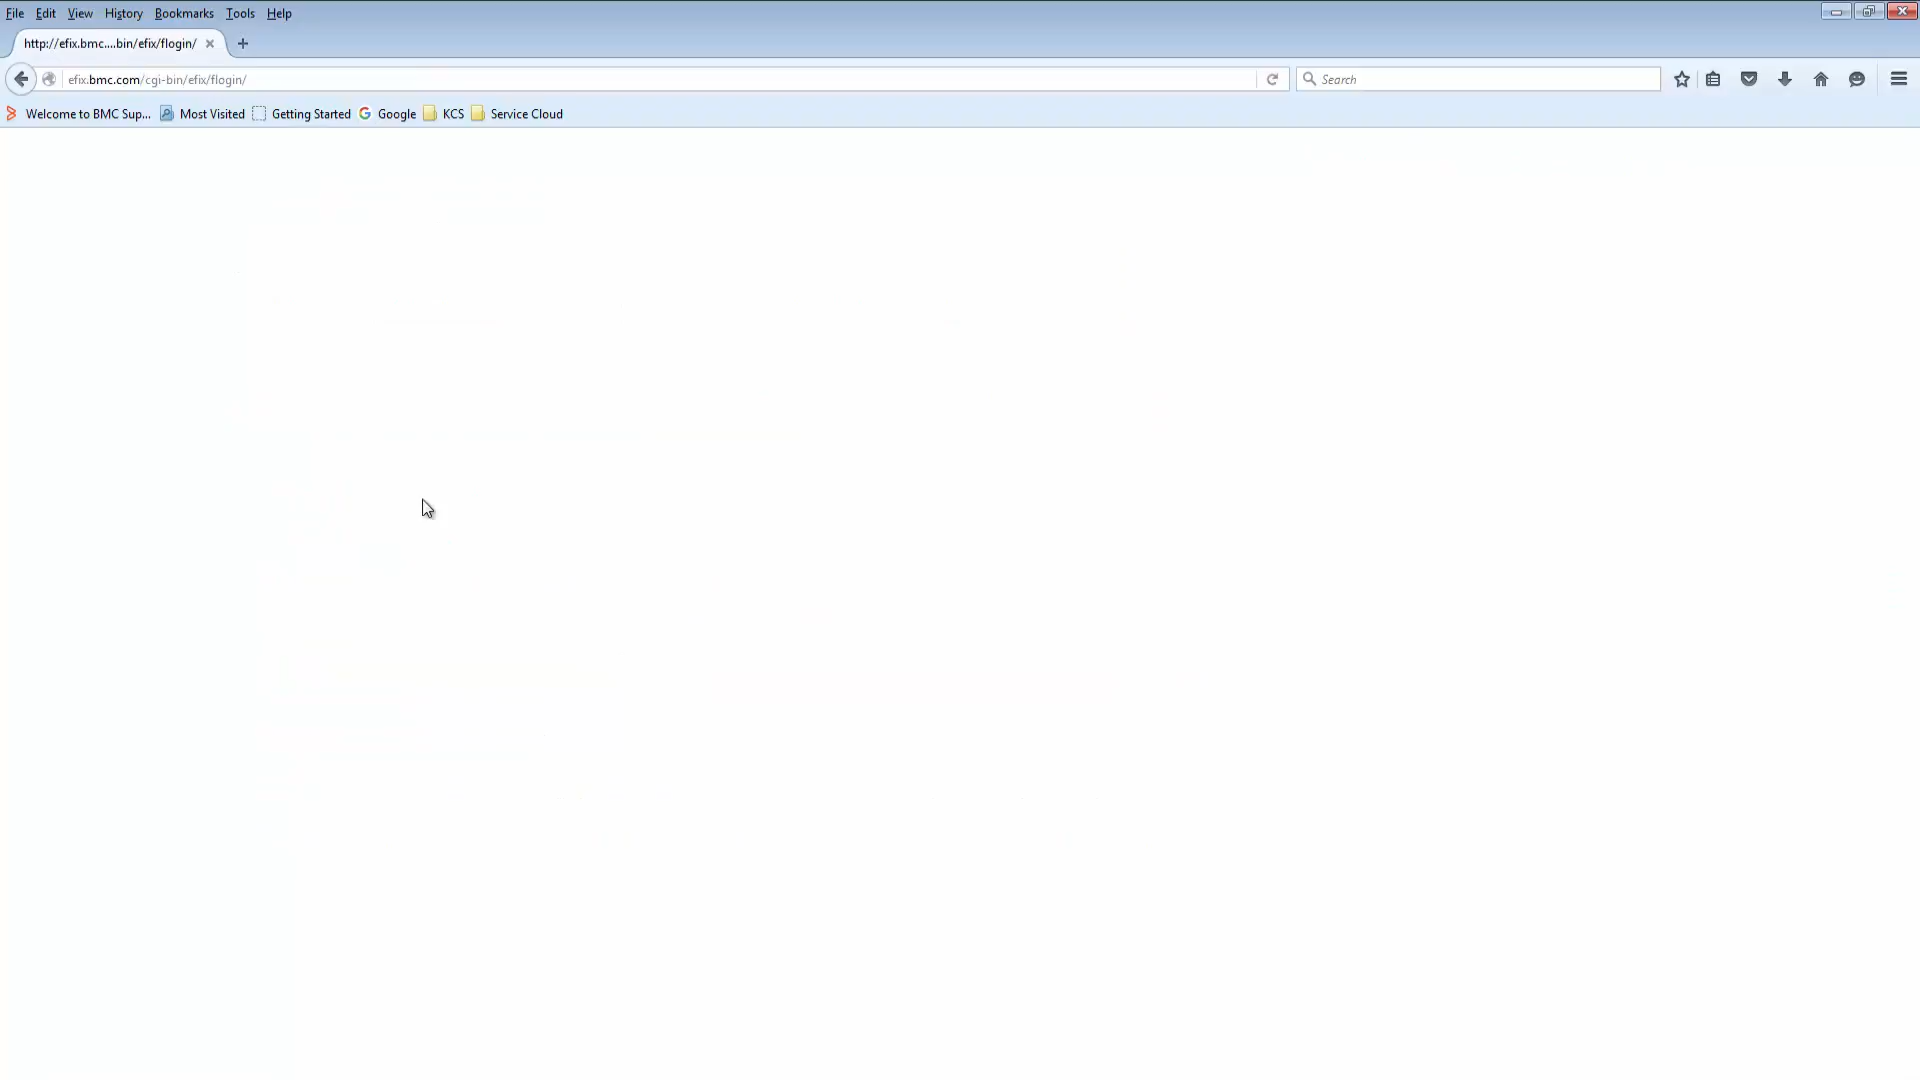 File Edit View History Bookmarks Tools Help
http://efix.bmc....bin/efix/flogin/
efix.bmc.com/cgi-bin/efix/flogin/
Search
Welcome to BMC Sup... Most Visited Getting Started Google KCS Service Cloud